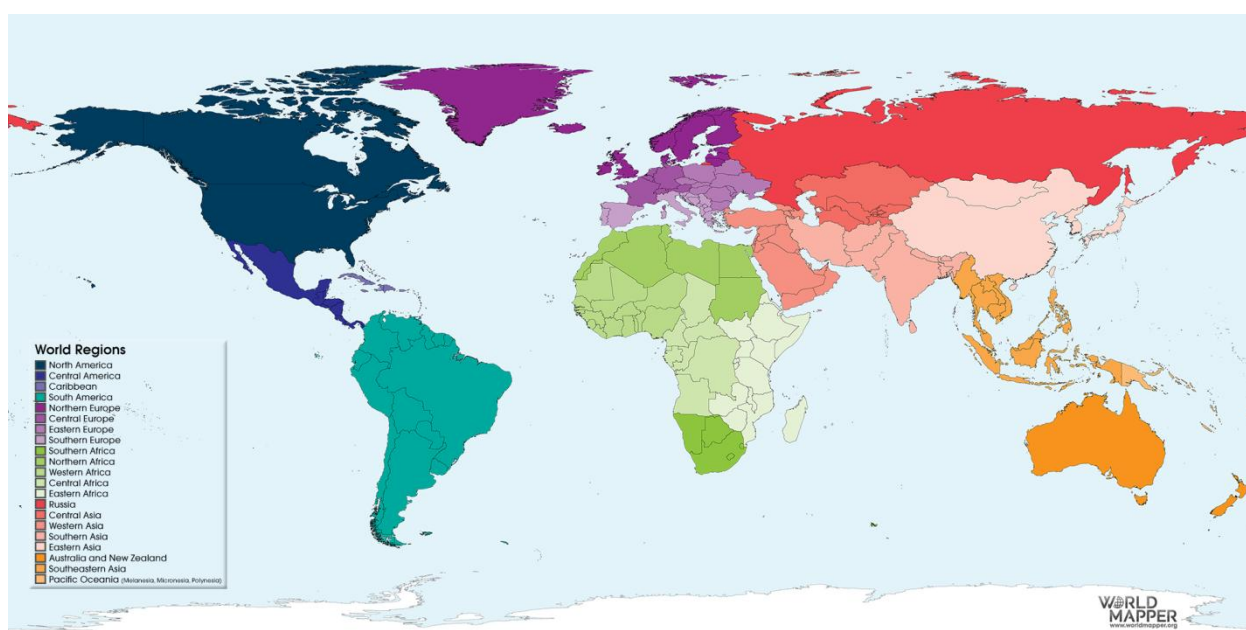 World Regions
North America
Central America
Caribbean
South America
Northern Europe
Central Europe
Eastern Europe
Southern Europe
Southern Africa
Northern Africa
Western Africa
Central Africa
Eastern Africa
Russia
Central Asia
Western Asia
Southern Asia
Eastern Asia
Australia and New Zealand
Southeastern Asia
Pacific Oceania (Melanesia, Micronesia, Polynesia)
WORLD
MAPPER
www.worldmapper.org